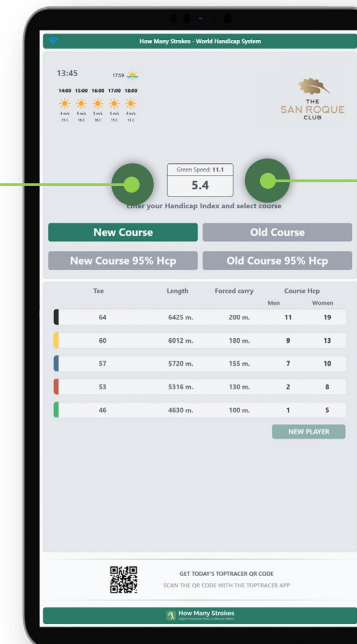 How Many Strokes - World Handicap System
13:45
17:59
14:00 15:00 16:00 17:00 18:00
THE
SAN ROQUE
CLUB
Green Speed: 11.1
5.4
Enter your Handicap Index and select course
New Course
Old Course
New Course 95% Hcp
Old Course 95% Hcp
Tee Length Forced carry Course Hcp
Men Women
64 6425 m. 200 m. 11 19
60 6012 m. 180 m. 9 13
57 5720 m. 155 m. 7 10
53 5316 m. 130 m. 2 8
46 4630 m. 100 m. 1 5
NEW PLAYER
GET TODAY'S TOPTRACER QR CODE
SCAN THE QR CODE WITH THE TOPTRACER APP
How Many Strokes